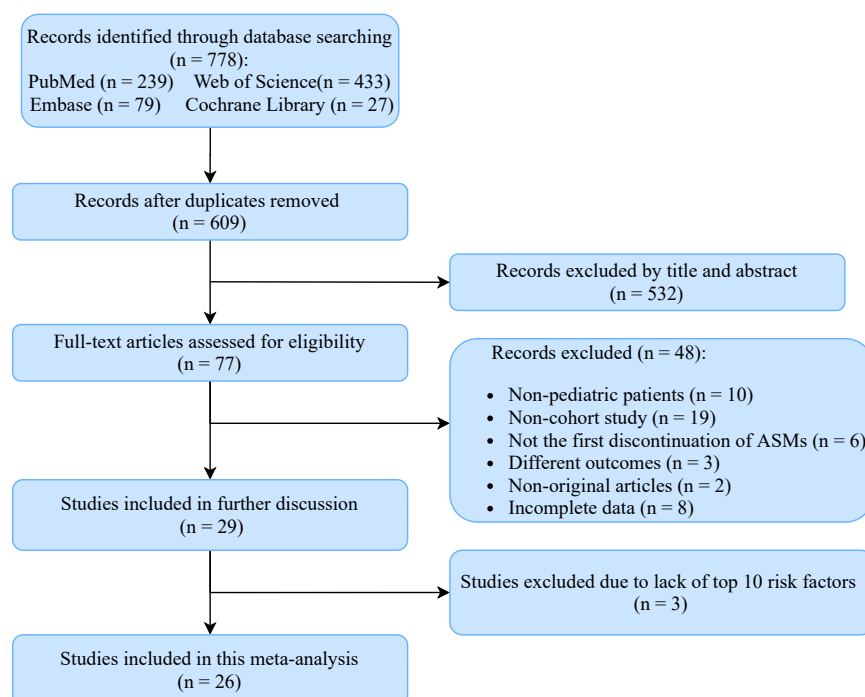 Records identified through database searching
(n = 778):
PubMed (n = 239) Web of Science(n = 433)
Embase (n = 79) Cochrane Library (n = 27)
Records after duplicates removed
(n = 609)
Records excluded by title and abstract
(n = 532)
Full-text articles assessed for eligibility
(n = 77)
Records excluded (n = 48):
• Non-pediatric patients (n = 10)
• Non-cohort study (n = 19)
• Not the first discontinuation of ASMs (n = 6)
• Different outcomes (n = 3)
• Non-original articles (n = 2)
• Incomplete data (n = 8)
Studies included in further discussion
(n = 29)
Studies excluded due to lack of top 10 risk factors
(n = 3)
Studies included in this meta-analysis
(n = 26)